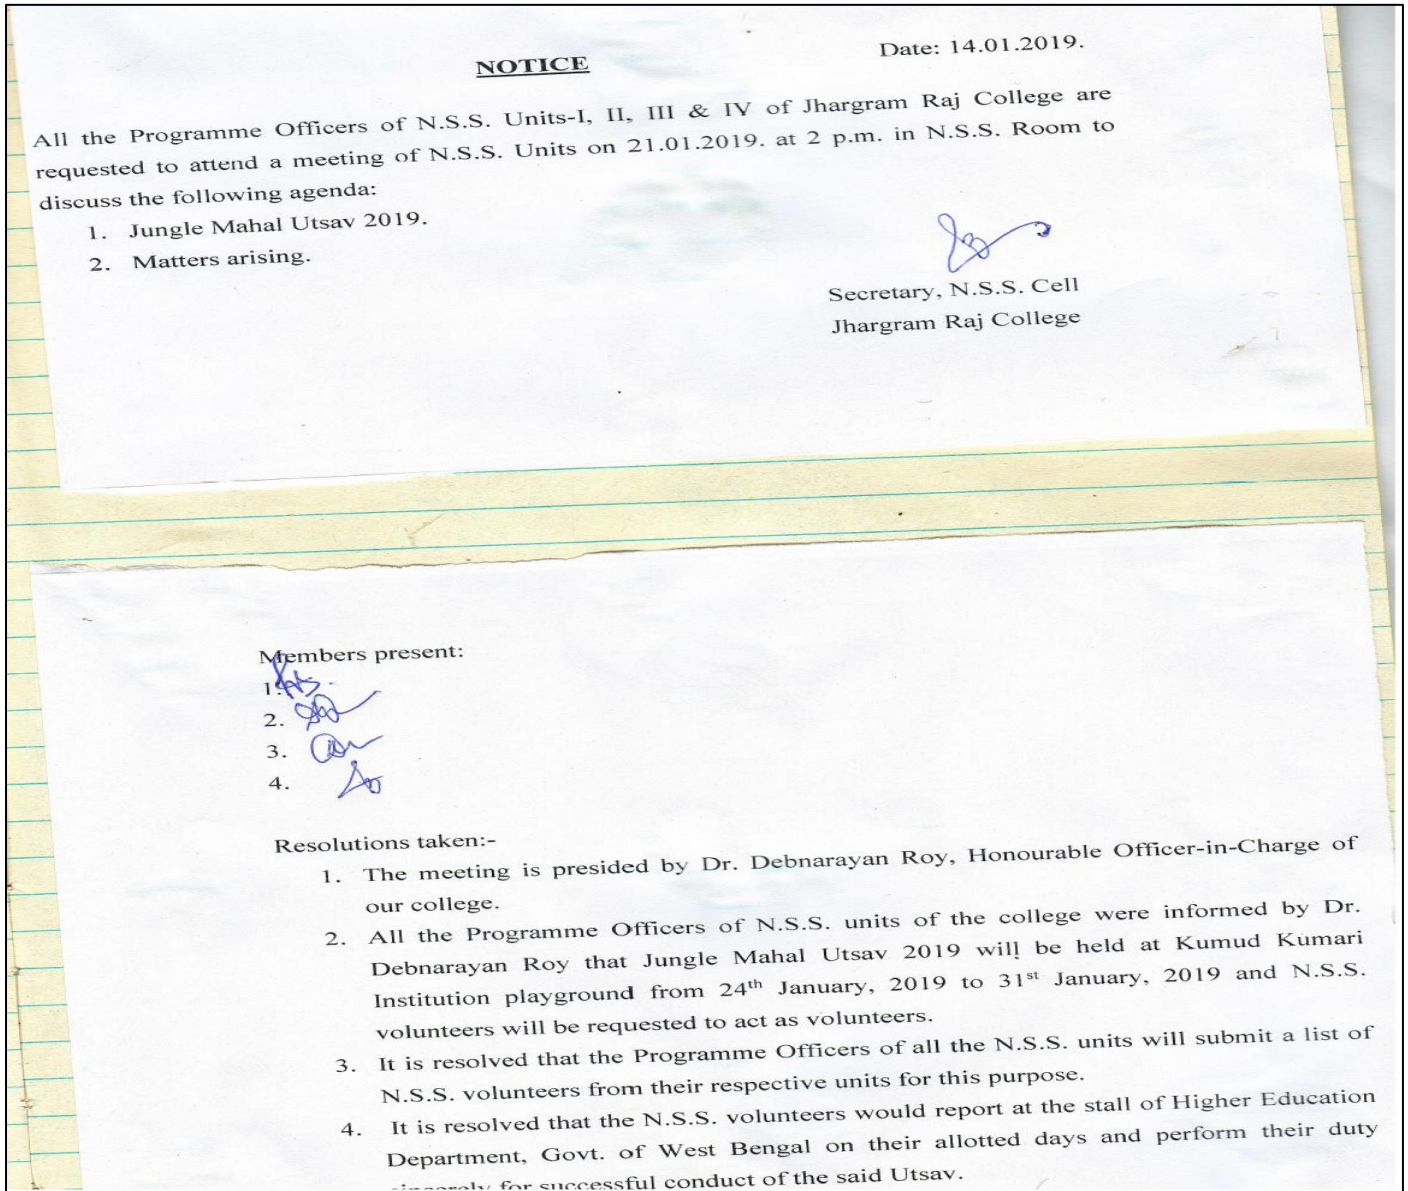 NOTICE
Date: 14.01.2019.
All the Programme Officers of N.S.S. Units-I, II, III & IV of Jhargram Raj College are
requested to attend a meeting of N.S.S. Units on 21.01.2019. at 2 p.m. in N.S.S. Room to
discuss the following agenda:
1. Jungle Mahal Utsav 2019.
2. Matters arising.
Secretary, N.S.S. Cell
Jhargram Raj College
Members present:
1.
2.
3.
4.
Resolutions taken:-
1. The meeting is presided by Dr. Debnarayan Roy, Honourable Officer-in-Charge of
our college.
2. All the Programme Officers of N.S.S. units of the college were informed by Dr.
Debnarayan Roy that Jungle Mahal Utsav 2019 will be held at Kumud Kumari
Institution playground from 24th January, 2019 to 31st January, 2019 and N.S.S.
volunteers will be requested to act as volunteers.
3. It is resolved that the Programme Officers of all the N.S.S. units will submit a list of
N.S.S. volunteers from their respective units for this purpose.
4. It is resolved that the N.S.S. volunteers would report at the stall of Higher Education
Department, Govt. of West Bengal on their allotted days and perform their duty
sincerely for successful conduct of the said Utsav.